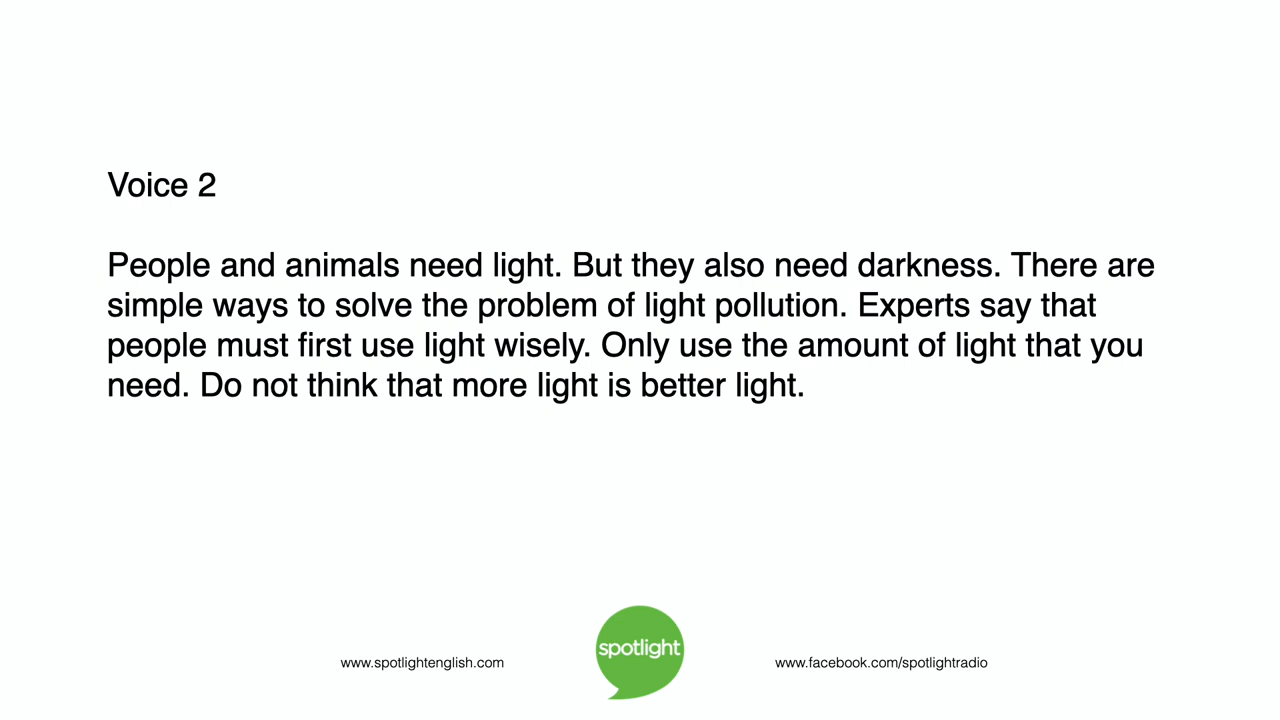 Voice 2
People and animals need light. But they also need darkness. There are
simple ways to solve the problem of light pollution. Experts say that
people must first use light wisely. Only use the amount of light that you
need. Do not think that more light is better light.
spotlight
www.spotlightenglish.com
www.facebook.com/spotlightradio